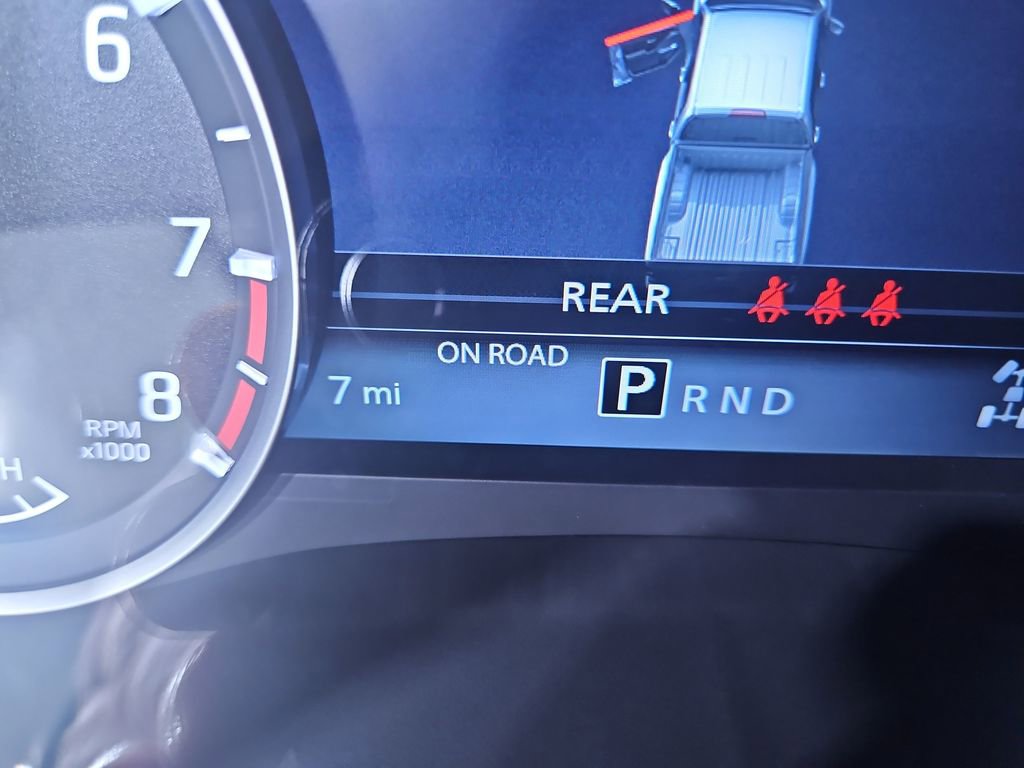 6
7
8
RPM
x1000
H
REAR
ON ROAD
7 mi
P R N D